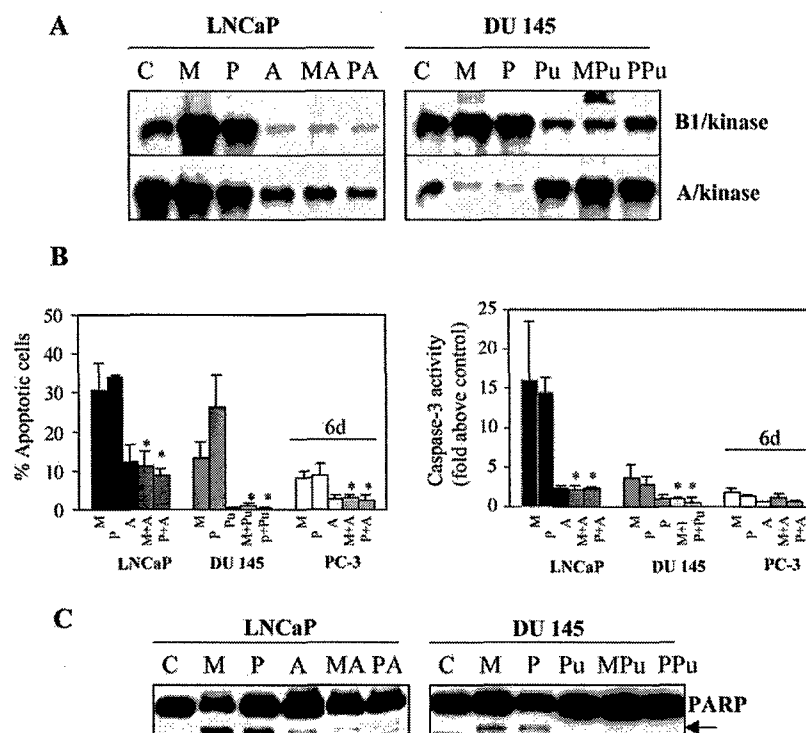 A
LNCaP DU 145
C M P A MA PA C M P Pu MPu PPu
B1/kinase
A/kinase
B
% Apoptotic cells
50
40
30
20
10
0
* * * * * *
6d
M P A M+A P+A M P Pu M+Pu p+Pu M P A M+A P+A
LNCaP DU 145 PC-3
Caspase-3 activity
(fold above control)
25
20
15
10
5
0
* * * *
6d
M P A M+A P+A M P P M+1 P+Pu M P A M+A P+A
LNCaP DU 145 PC-3
C
LNCaP DU 145
C M P A MA PA C M P Pu MPu PPu
PARP